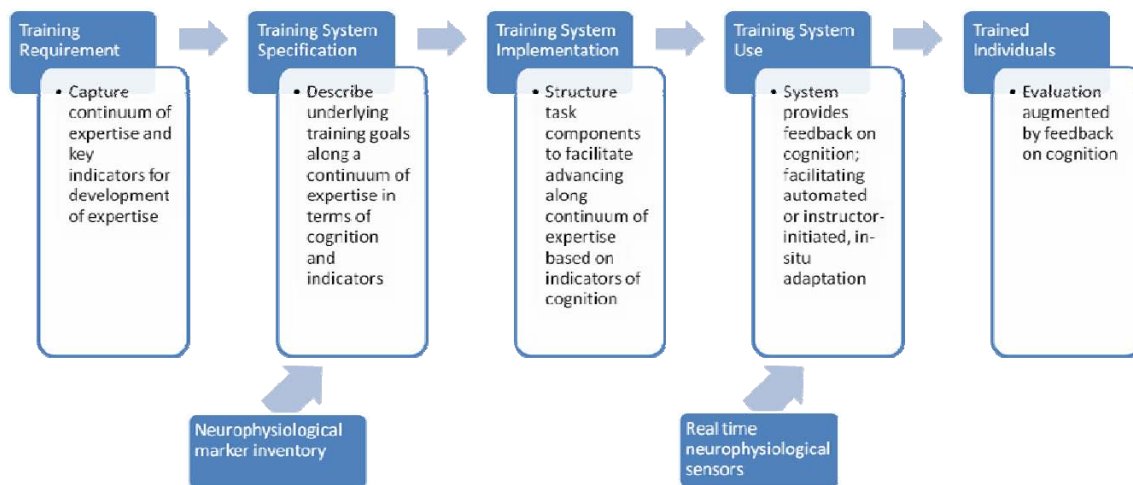 Training
Requirement
• Capture
continuum of
expertise and
key
indicators for
development
of expertise
Training System
Specification
• Describe
underlying
training goals
along a
continuum of
expertise in
terms of
cognition
and
indicators
Training System
Implementation
• Structure
task
components
to facilitate
advancing
along
continuum of
expertise
based on
indicators of
cognition
Training System
Use
• System
provides
feedback on
cognition;
facilitating
automated
or instructor-
initiated, in-
situ
adaptation
Trained
Individuals
• Evaluation
augmented
by feedback
on cognition
Neurophysiological
marker inventory
Real time
neurophysiological
sensors